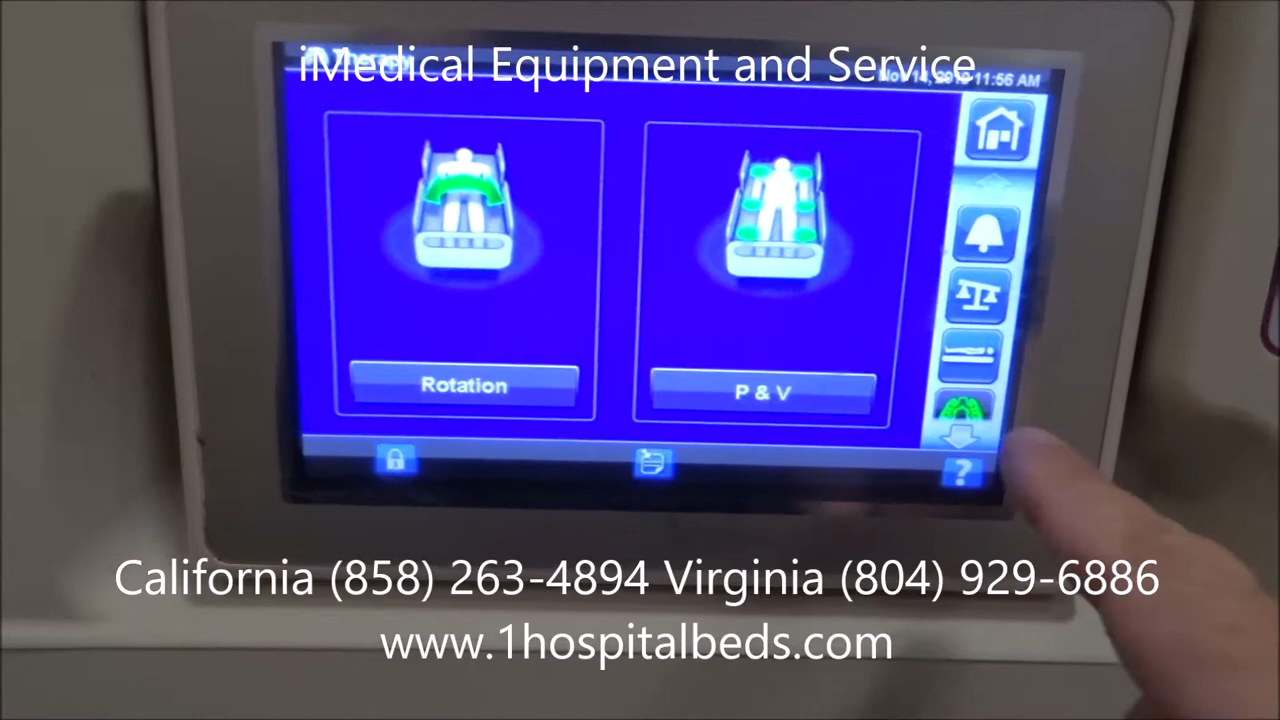 iMedical Equipment and Service
Therapy
11:56 AM
Rotation
P & V
?
California (858) 263-4894 Virginia (804) 929-6886
www.1hospitalbeds.com